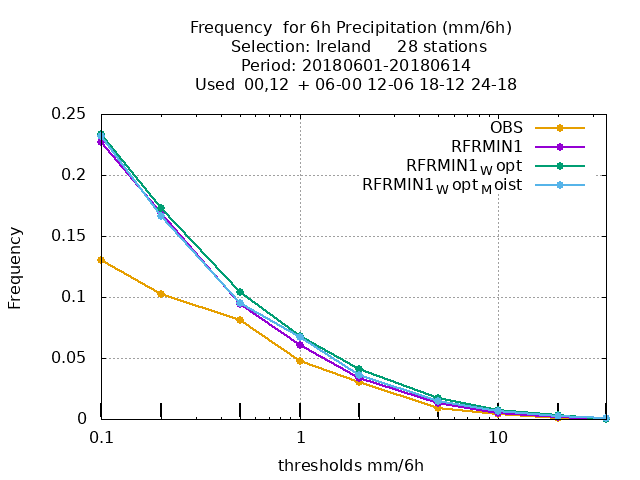 Frequency  for 6h Precipitation (mm/6h)
Selection: Ireland     28 stations
Period: 20180601-20180614
Used  00,12  + 06-00 12-06 18-12 24-18
OBS
RFRMIN1
RFRMIN1Wopt
RFRMIN1WoptMoist
0.25
0.2
0.15
0.1
0.05
0
Frequency
0.1 1 10
thresholds mm/6h